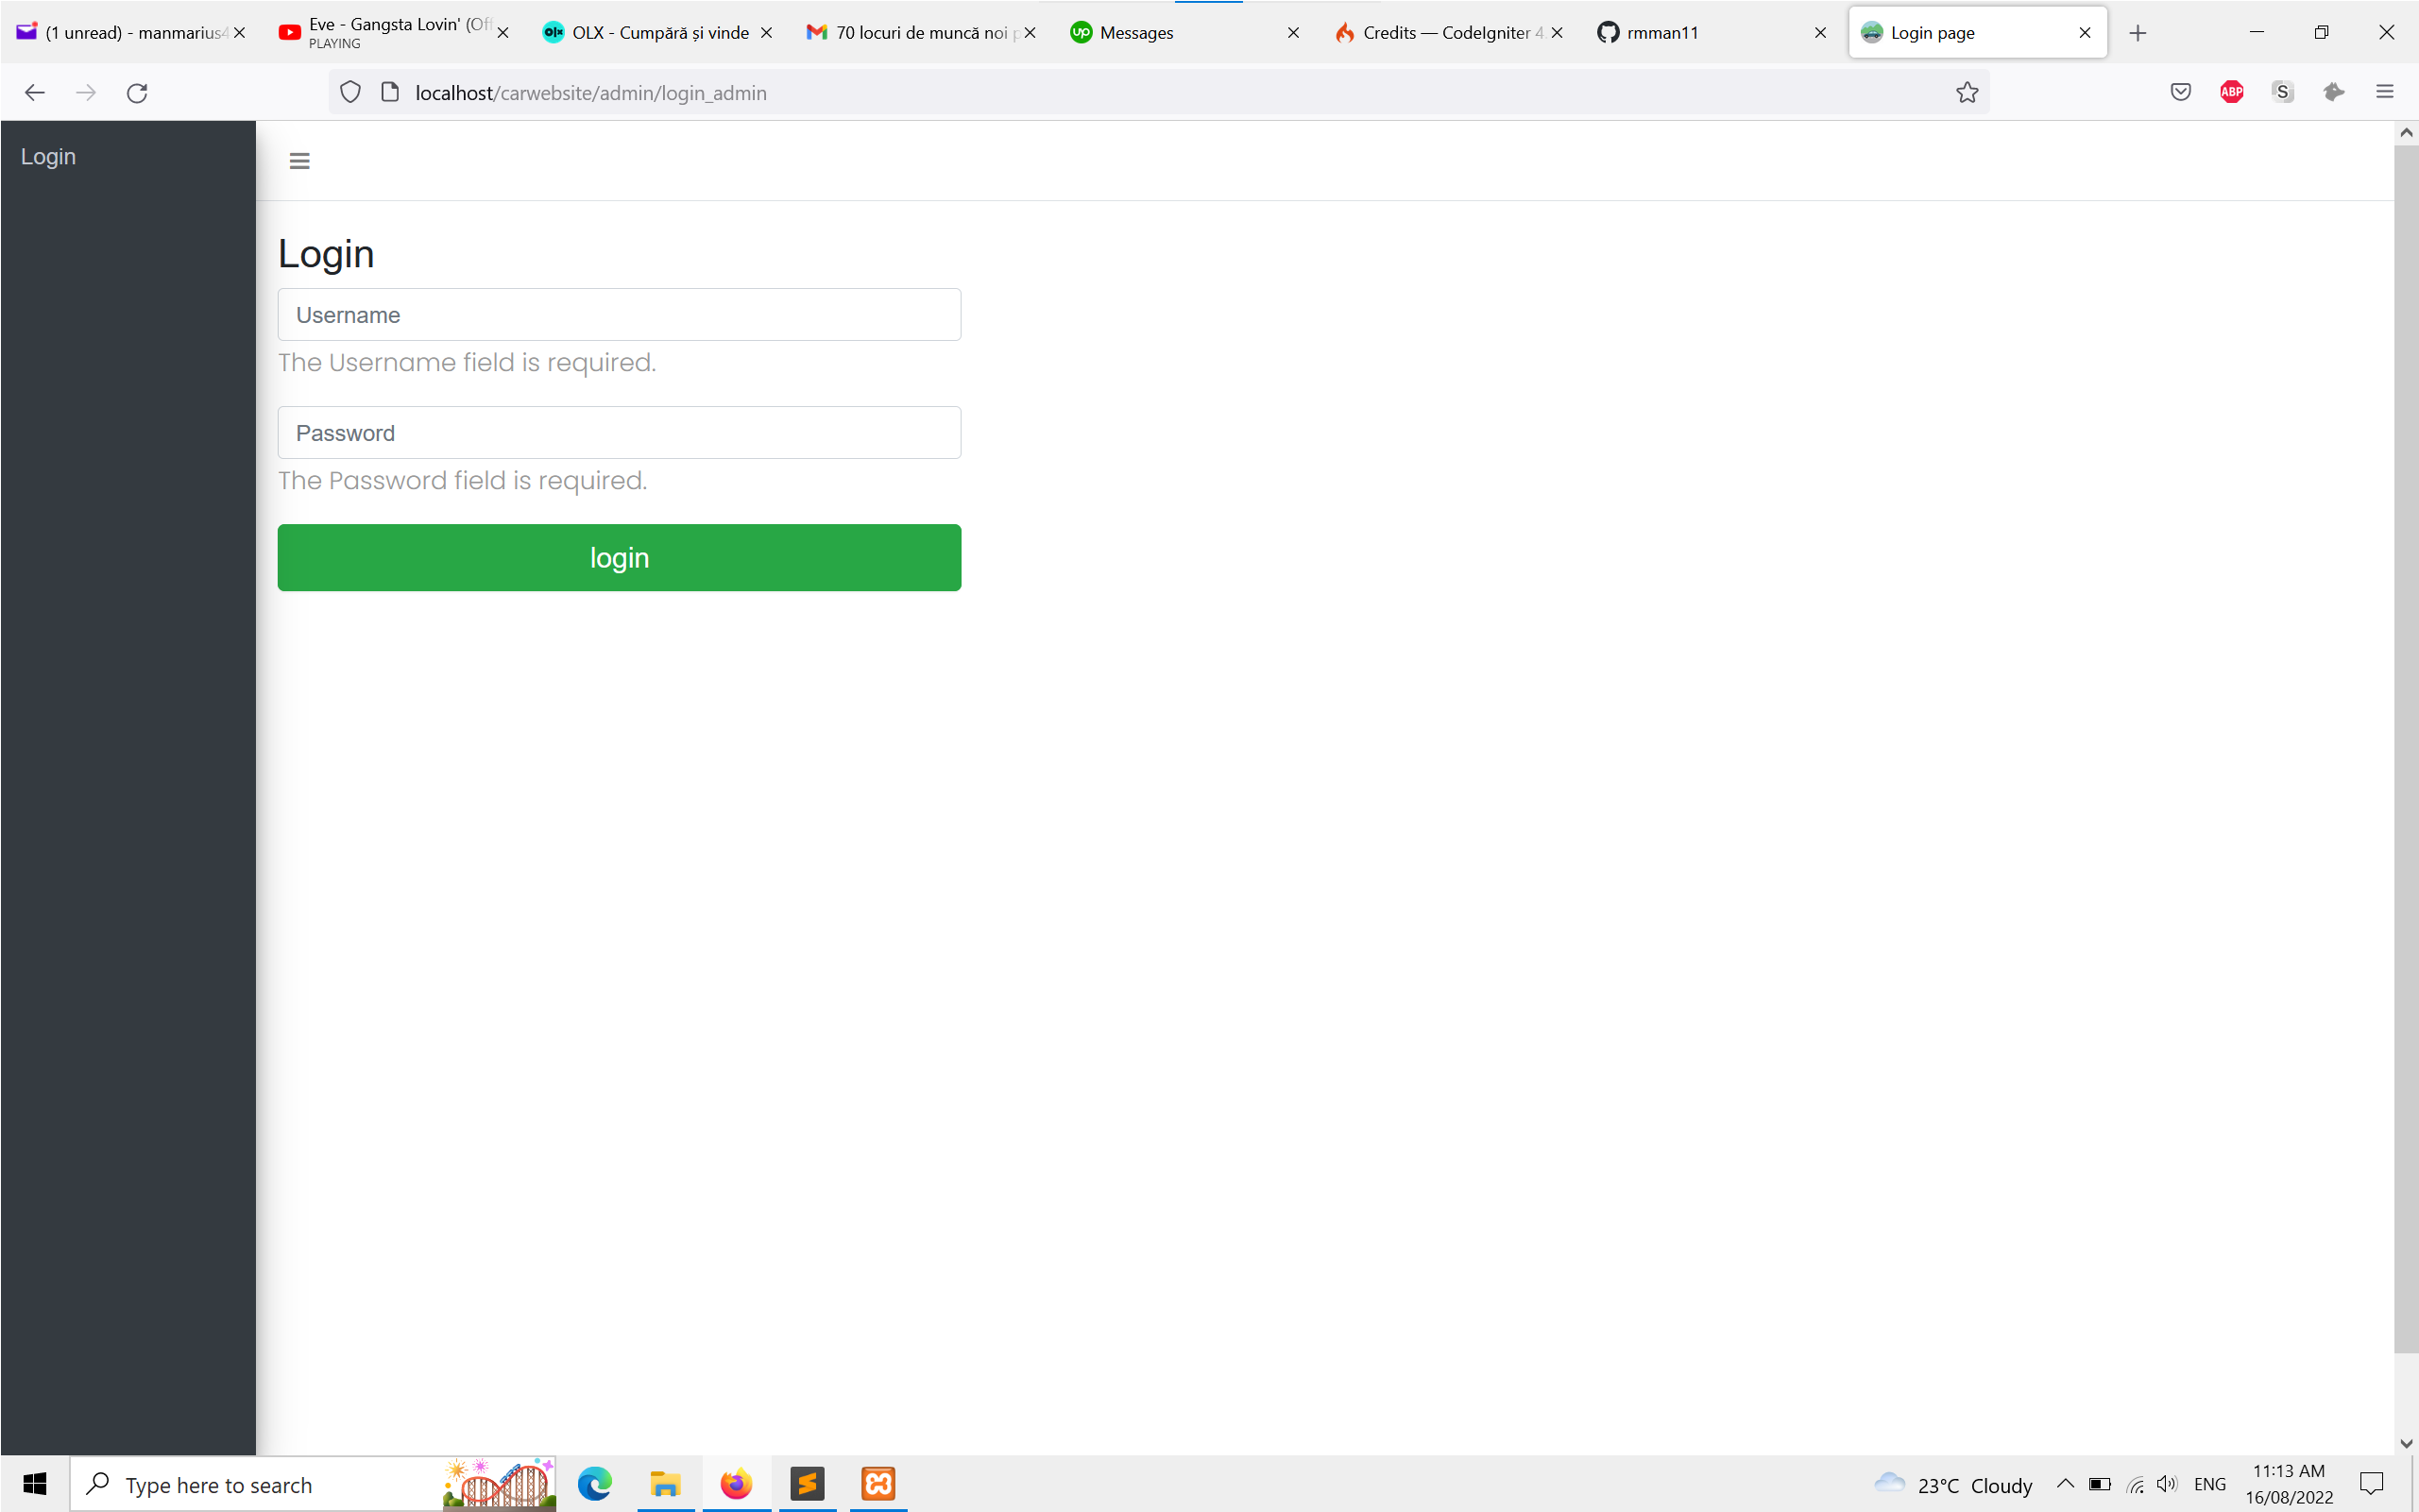 (1 unread) - manmarius4
Eve - Gangsta Lovin' (Off
PLAYING
OLX - Cumpără și vinde
70 locuri de muncă noi p
Messages
Credits — CodeIgniter 4
rmman11
Login page
localhost/carwebsite/admin/login_admin
ABP
S
Login
Login
Username
The Username field is required.
Password
The Password field is required.
login
Type here to search
23°C Cloudy
ENG
11:13 AM
16/08/2022